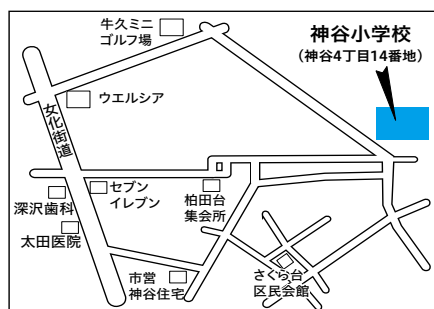 牛久ミニ
ゴルフ場
神谷小学校
（神谷4丁目14番地）
ウエルシア
女化街道
セブン
イレブン
深沢歯科
柏田台
集会所
太田医院
市営
神谷住宅
さくら台
区民会館